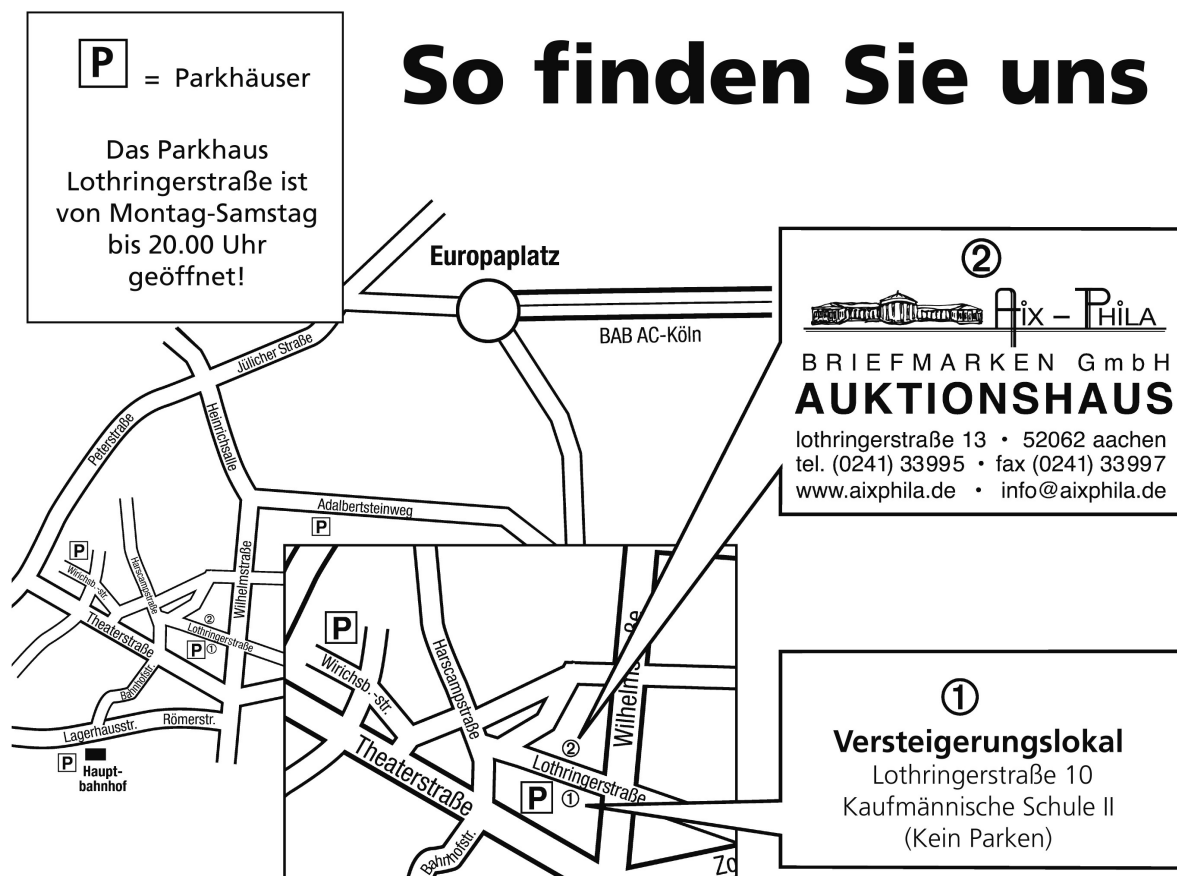 P = Parkhäuser
Das Parkhaus
Lothringerstraße ist
von Montag-Samstag
bis 20.00 Uhr
geöffnet!
So finden Sie uns
Europaplatz
BAB AC-Köln
Jülicher Straße
Peterstraße
Heinrichsalle
Adalbertsteinweg
P
P
Wirichsb.-str.
Harscampstraße
Wilhelmstraße
Theaterstraße
②
Lothringerstraße
P ①
Bahnhofstr.
Lagerhausstr.
Römerstr.
P
Haupt-
bahnhof
P
Wirichsb.-str.
Harscampstraße
Theaterstraße
②
Lothringerstraße
P ①
Bahnhofstr.
②
AIX – PHILA
BRIEFMARKEN GmbH
AUKTIONSHAUS
lothringerstraße 13 • 52062 aachen
tel. (0241) 33995 • fax (0241) 33997
www.aixphila.de • info@aixphila.de
①
Versteigerungslokal
Lothringerstraße 10
Kaufmännische Schule II
(Kein Parken)